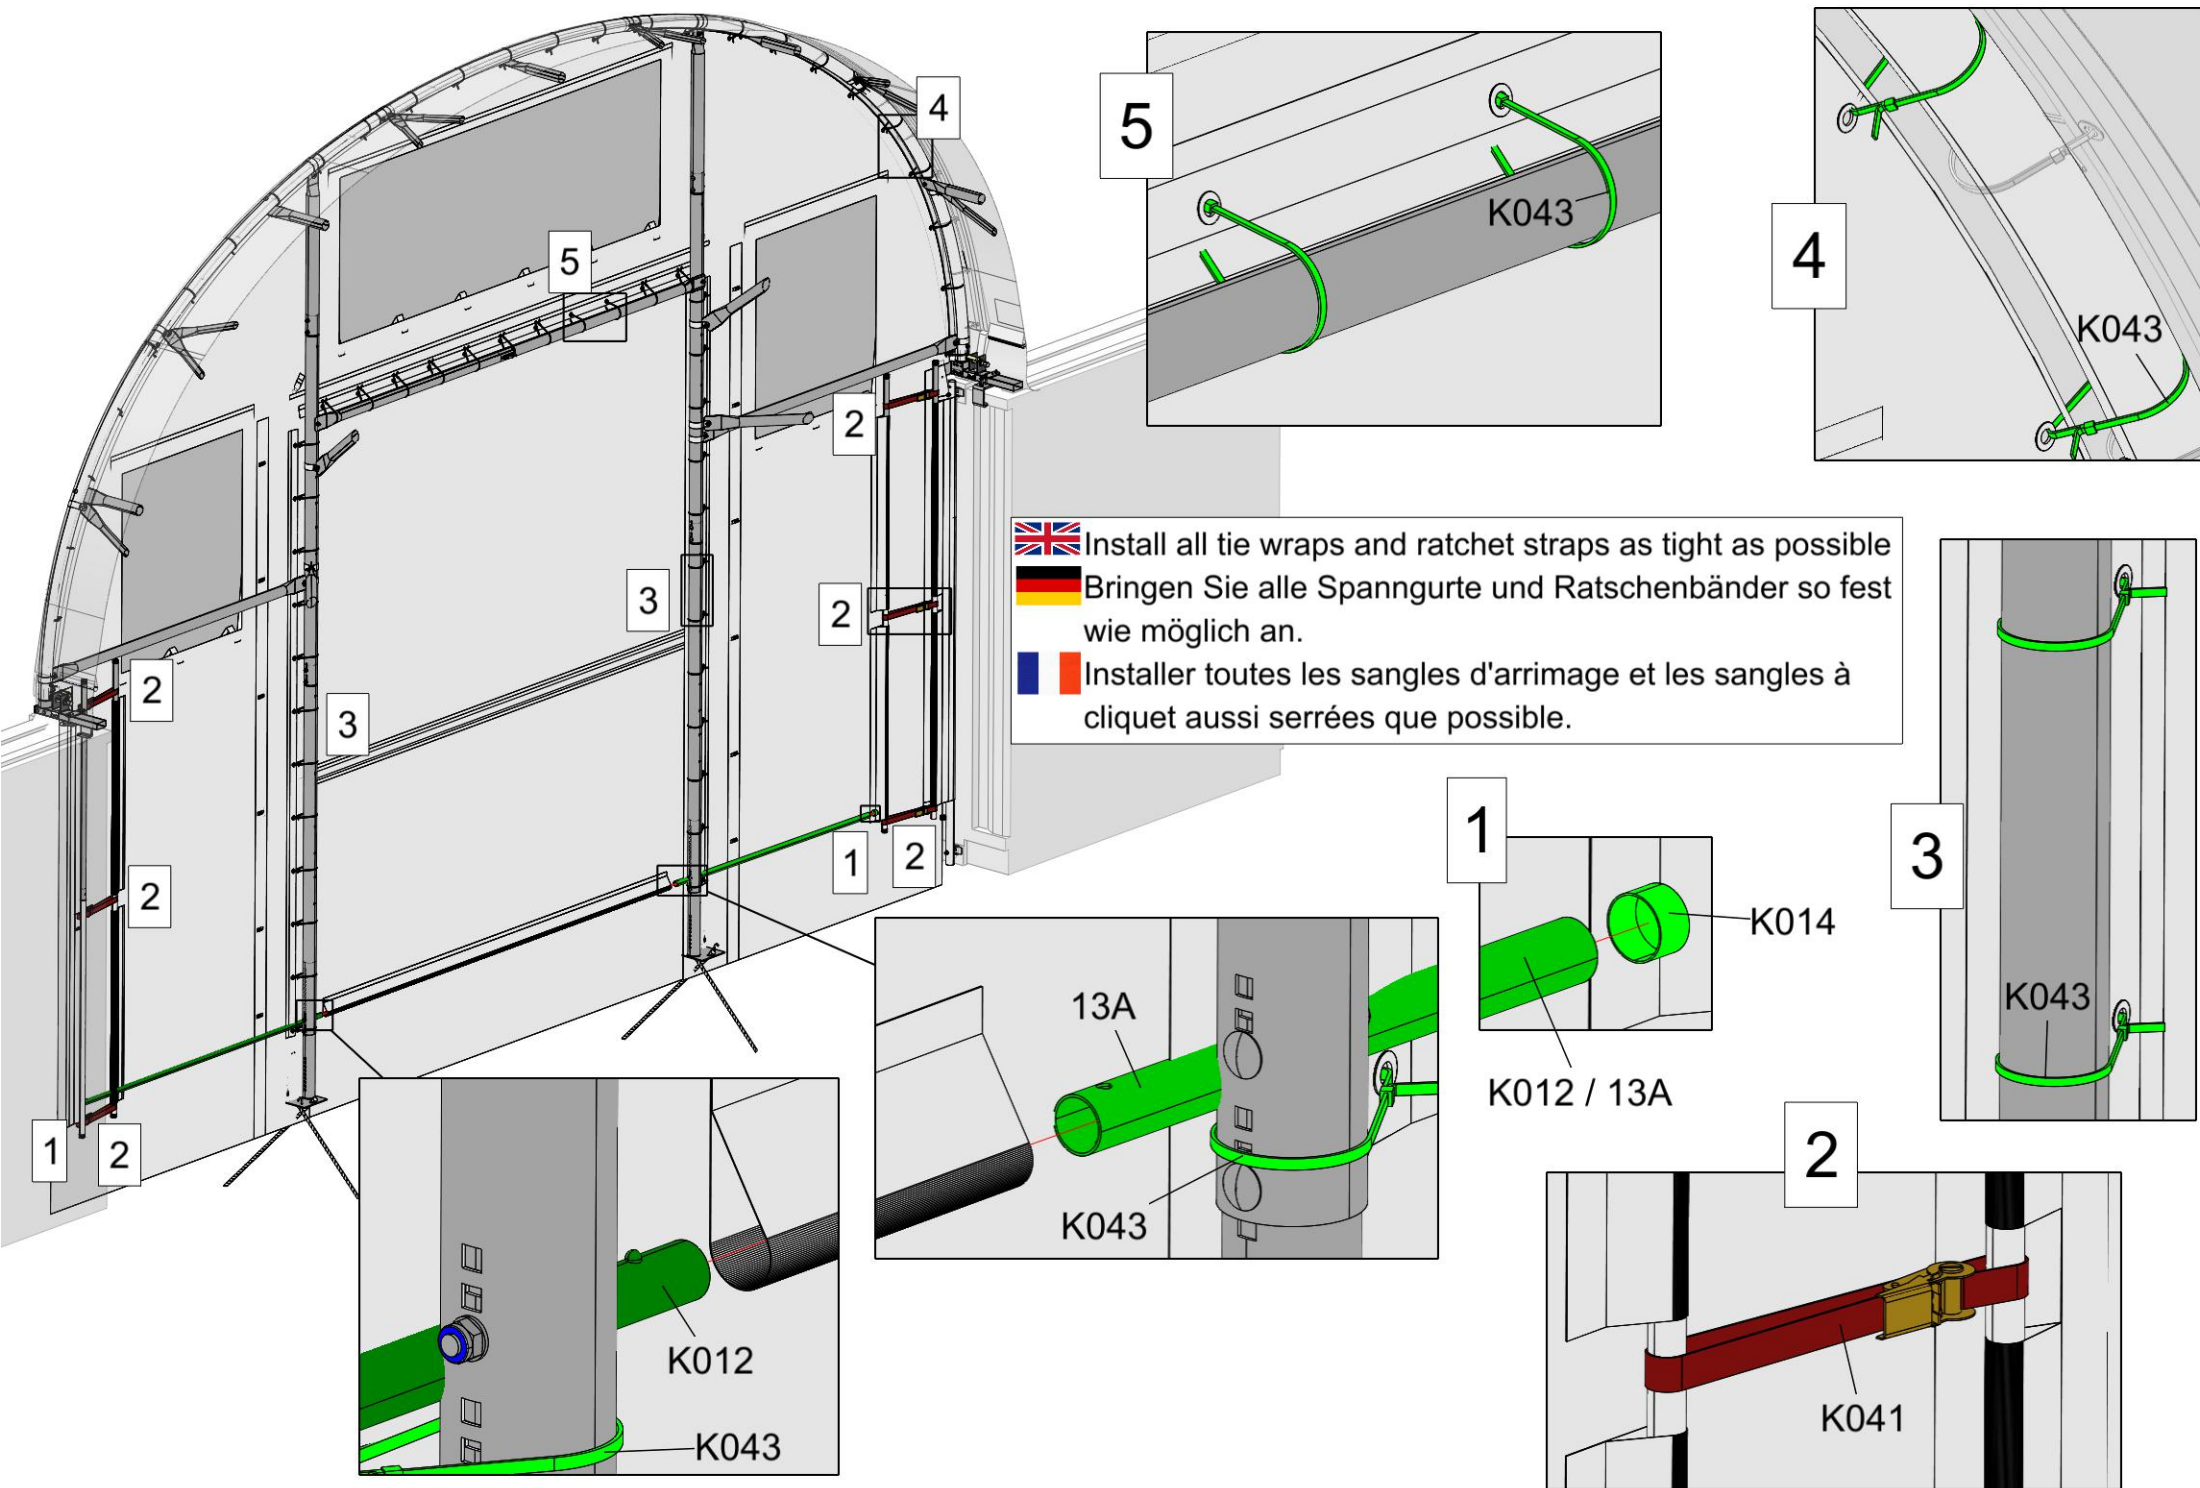 4
5
2
2
3
3
2
2
1
2
1
2
5
K043
4
K043
Install all tie wraps and ratchet straps as tight as possible
Bringen Sie alle Spanngurte und Ratschenbänder so fest
wie möglich an.
Installer toutes les sangles d'arrimage et les sangles à
cliquet aussi serrées que possible.
3
K043
1
K014
K012 / 13A
13A
K043
K012
K043
2
K041